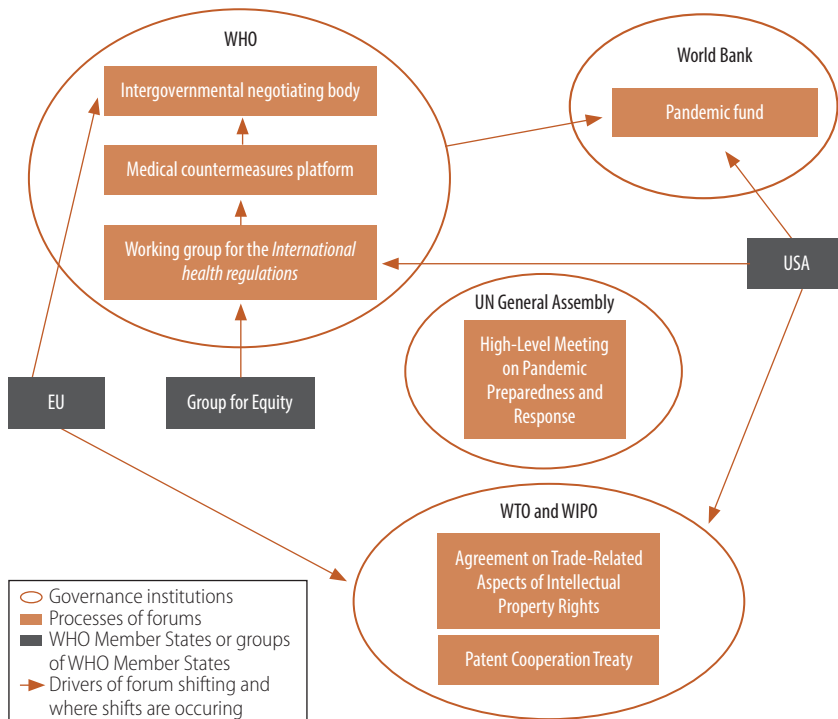 WHO
Intergovernmental negotiating body
Medical countermeasures platform
Working group for the International
health regulations
World Bank
Pandemic fund
USA
UN General Assembly
High-Level Meeting
on Pandemic
Preparedness and
Response
EU
Group for Equity
WTO and WIPO
Agreement on Trade-Related
Aspects of Intellectual
Property Rights
Patent Cooperation Treaty
Governance institutions
Processes of forums
WHO Member States or groups
of WHO Member States
Drivers of forum shifting and
where shifts are occuring